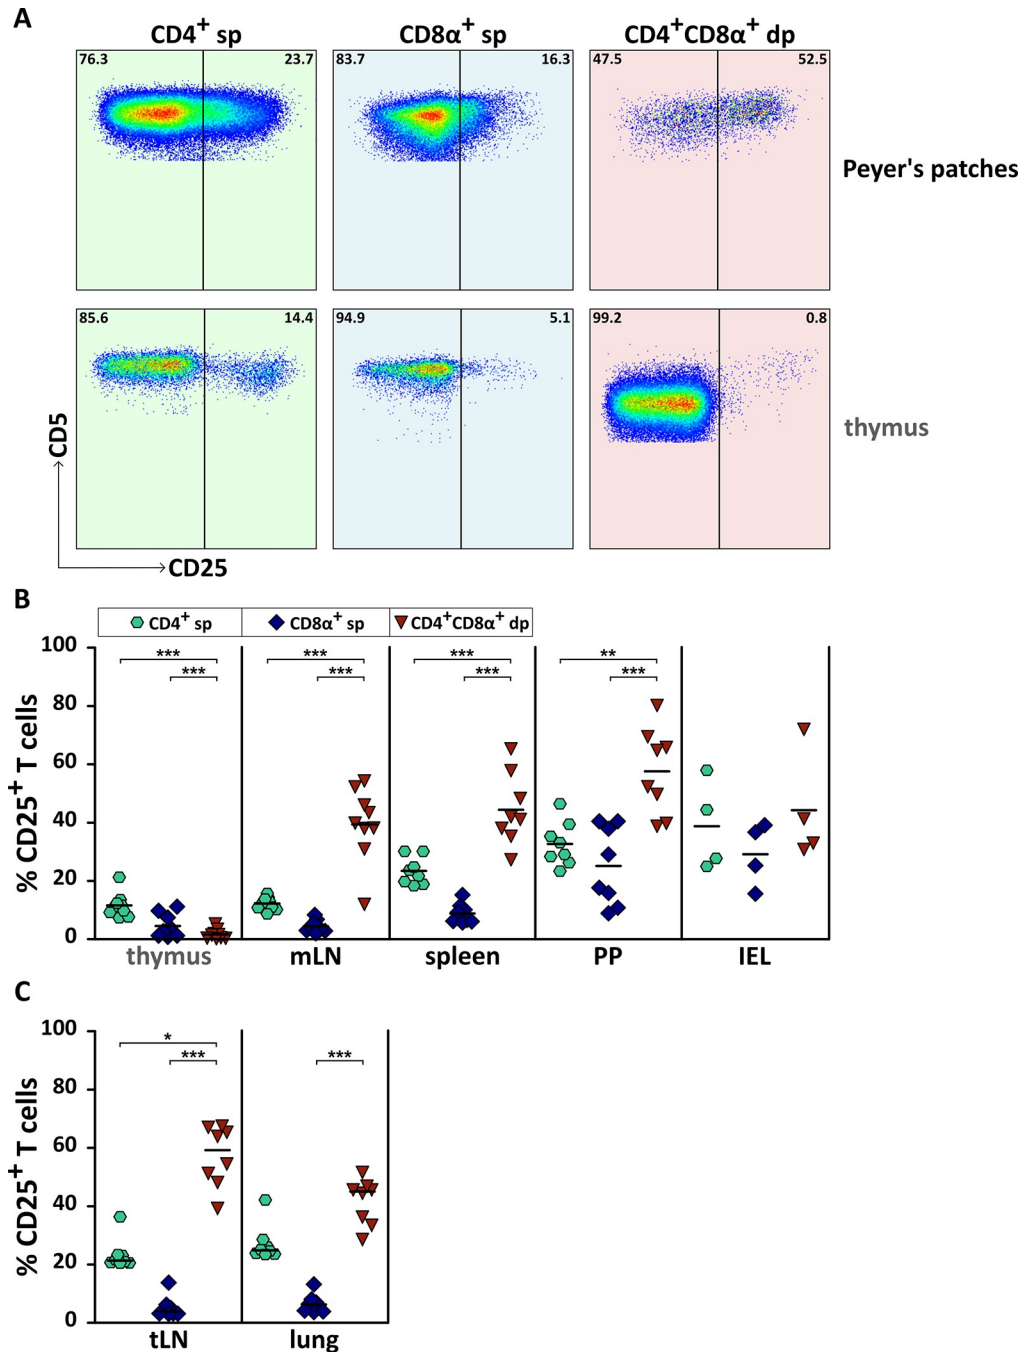 A
CD4⁺ sp
CD8α⁺ sp
CD4⁺CD8α⁺ dp
76.3 23.7
83.7 16.3
47.5 52.5
Peyer's patches
85.6 14.4
94.9 5.1
99.2 0.8
thymus
CD5
CD25
B
CD4⁺ sp
CD8α⁺ sp
CD4⁺CD8α⁺ dp
% CD25⁺ T cells
100
80
60
40
20
0
*** *** *** **
*** *** *** ***
thymus mLN spleen PP IEL
C
% CD25⁺ T cells
100
80
60
40
20
0
*
*** ***
tLN lung